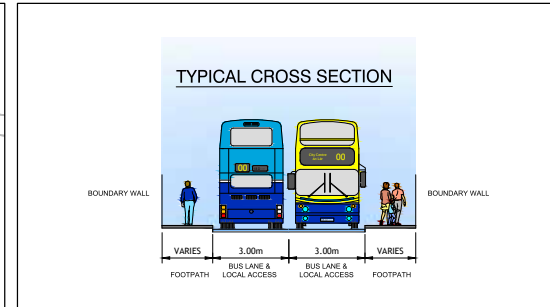 TYPICAL CROSS SECTION
00
00
BOUNDARY WALL
BOUNDARY WALL
VARIES
3.00m
3.00m
VARIES
FOOTPATH
BUS LANE &
LOCAL ACCESS
BUS LANE &
LOCAL ACCESS
FOOTPATH